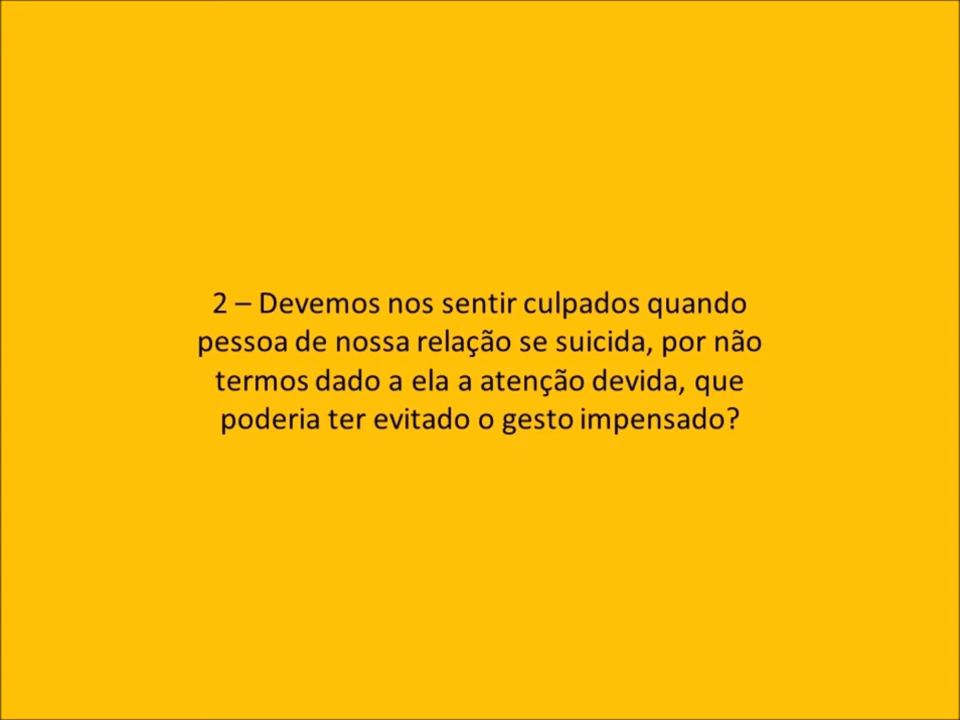 2 – Devemos nos sentir culpados quando
pessoa de nossa relação se suicida, por não
termos dado a ela a atenção devida, que
poderia ter evitado o gesto impensado?